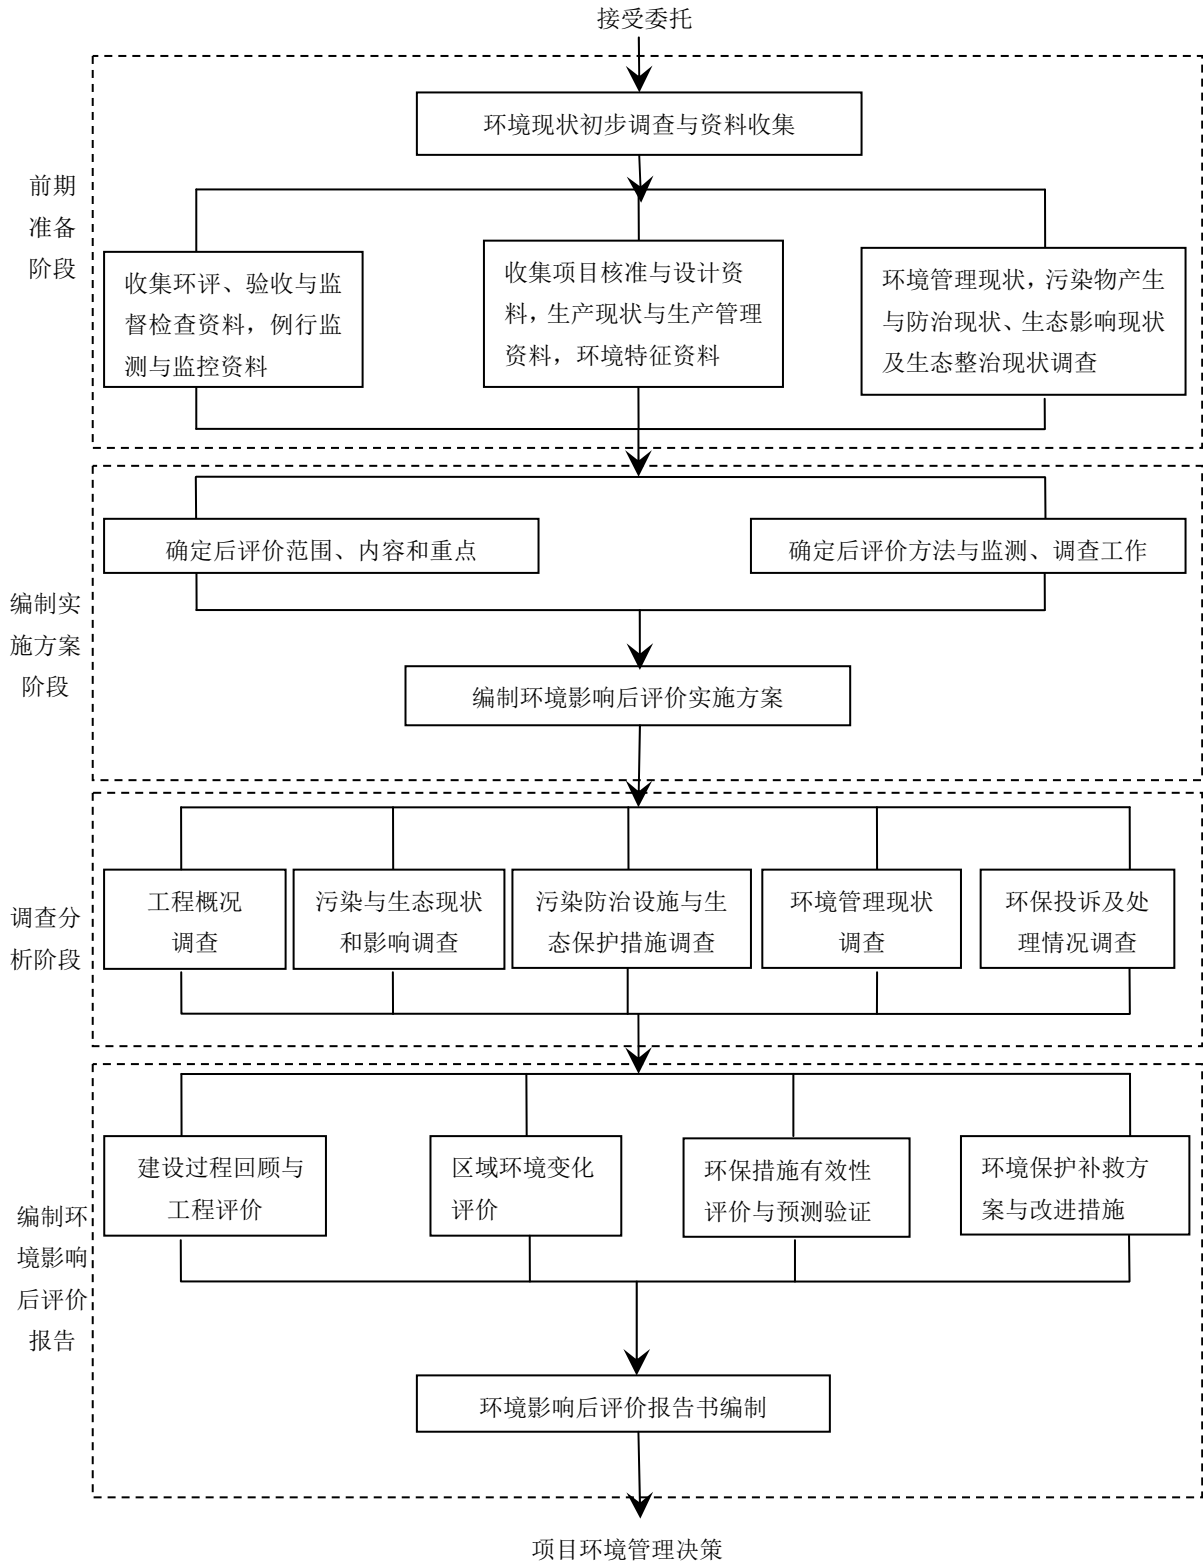 接受委托
环境现状初步调查与资料收集
前期
准备
阶段
收集环评、验收与监
督检查资料，例行监
测与监控资料
收集项目核准与设计资
料，生产现状与生产管理
资料，环境特征资料
环境管理现状，污染物产生
与防治现状、生态影响现状
及生态整治现状调查
确定后评价范围、内容和重点
确定后评价方法与监测、调查工作
编制实
施方案
阶段
编制环境影响后评价实施方案
调查分
析阶段
工程概况
调查
污染与生态现状
和影响调查
污染防治设施与生
态保护措施调查
环境管理现状
调查
环保投诉及处
理情况调查
编制环
境影响
后评价
报告
建设过程回顾与
工程评价
区域环境变化
评价
环保措施有效性
评价与预测验证
环境保护补救方
案与改进措施
环境影响后评价报告书编制
项目环境管理决策